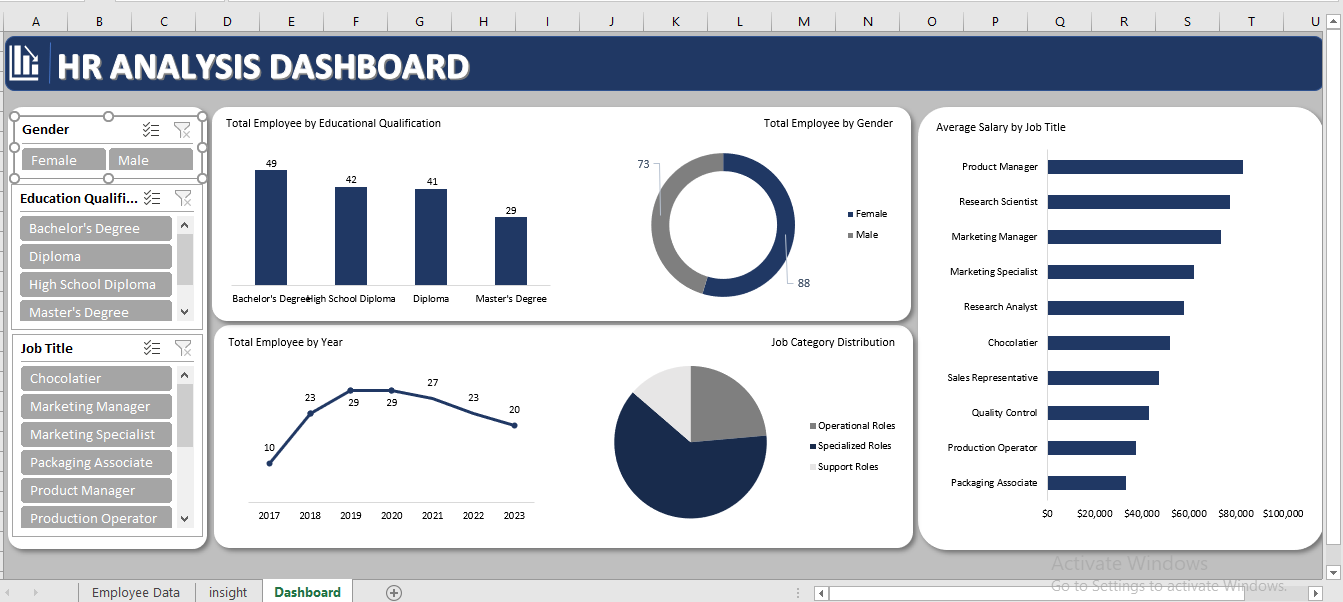 A B C D E F G H I J K L M N O P Q R S T U
HR ANALYSIS DASHBOARD
Gender
Female Male
Education Qualifi...
Bachelor's Degree
Diploma
High School Diploma
Master's Degree
Job Title
Chocolatier
Marketing Manager
Marketing Specialist
Packaging Associate
Product Manager
Production Operator
Total Employee by Educational Qualification
49
42
41
29
Bachelor's Degree High School Diploma Diploma Master's Degree
Total Employee by Gender
73
88
Female
Male
Total Employee by Year
10
23
29
29
27
23
20
2017 2018 2019 2020 2021 2022 2023
Job Category Distribution
Operational Roles
Specialized Roles
Support Roles
Average Salary by Job Title
Product Manager
Research Scientist
Marketing Manager
Marketing Specialist
Research Analyst
Chocolatier
Sales Representative
Quality Control
Production Operator
Packaging Associate
$0 $20,000 $40,000 $60,000 $80,000 $100,000
Activate Windows
Go to Settings to activate Windows.
Employee Data insight Dashboard